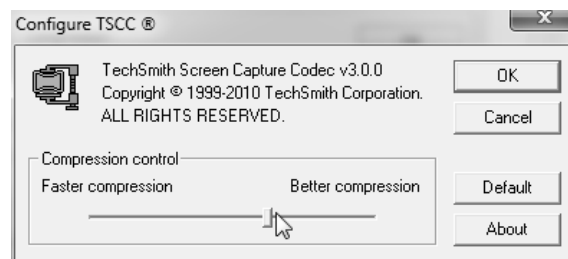 Configure TSCC ®
TechSmith Screen Capture Codec v3.0.0
Copyright © 1999-2010 TechSmith Corporation.
ALL RIGHTS RESERVED.
OK
Cancel
Compression control
Faster compression
Better compression
Default
About